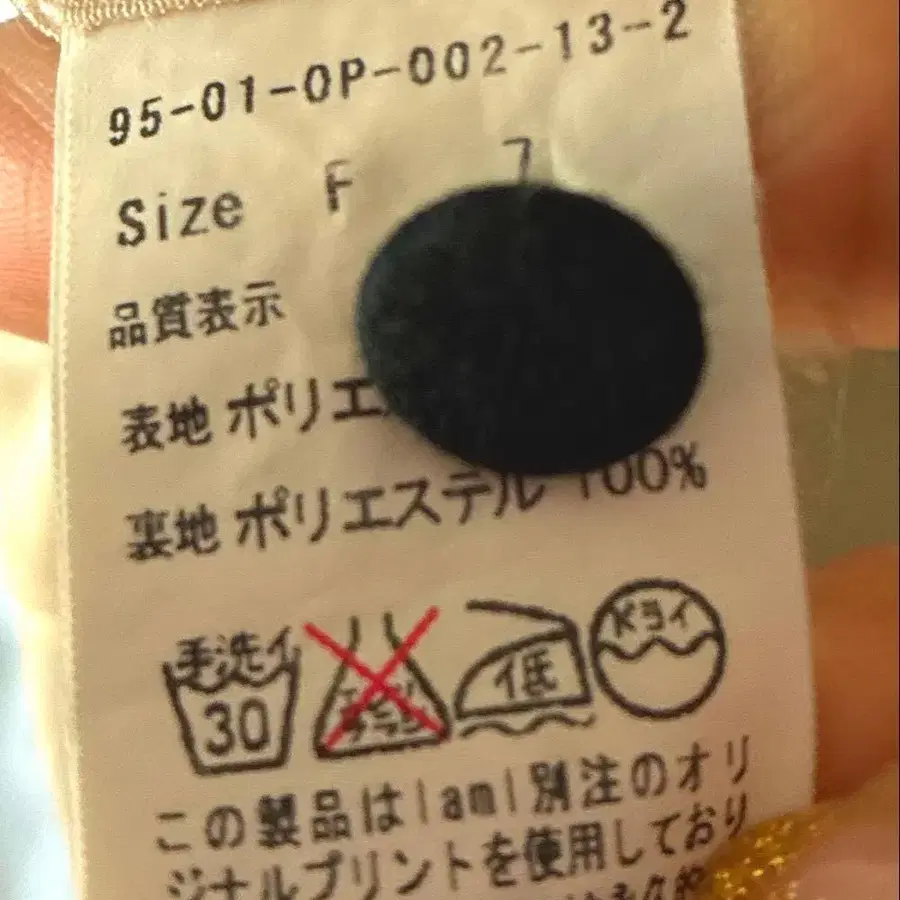 95-01-0P-002-13-2
Size F 7
品質表示
表地 ポリエ
裏地 ポリエステル 100%
手洗イ 30
低
ドライ
この製品は I am I 別注のオリ
ジナルプリントを使用しており